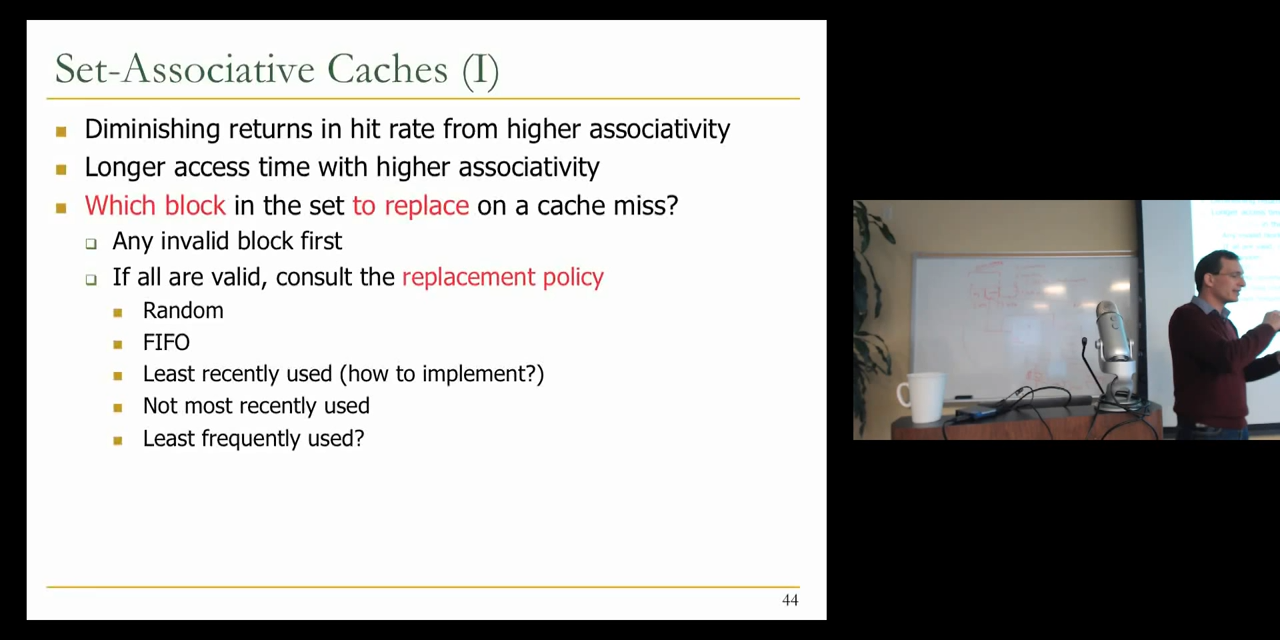 Set-Associative Caches (I)
Diminishing returns in hit rate from higher associativity
Longer access time with higher associativity
Which block in the set to replace on a cache miss?
Any invalid block first
If all are valid, consult the replacement policy
Random
FIFO
Least recently used (how to implement?)
Not most recently used
Least frequently used?
44